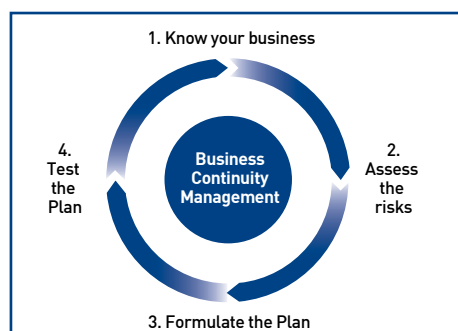 1. Know your business
2.
Assess
the
risks
3. Formulate the Plan
4.
Test
the
Plan
Business
Continuity
Management